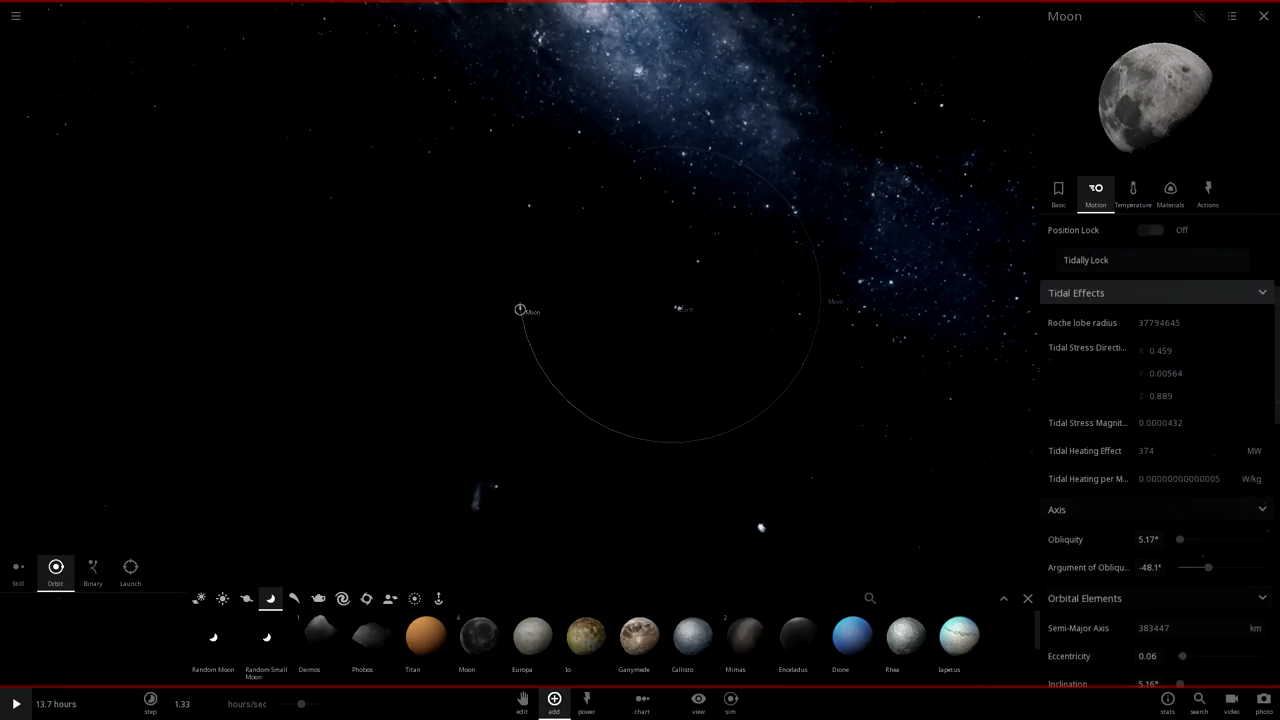 Moon
Basic
Motion
Temperature
Materials
Actions
Position Lock
Off
Tidally Lock
Tidal Effects
Roche lobe radius 37794645
Tidal Stress Directi... X 0.459
Y 0.00564
Z 0.889
Tidal Stress Magnit... 0.0000432
Tidal Heating Effect 374 MW
Tidal Heating per M... 0.00000000000005 W/kg
Axis
Obliquity 5.17°
Argument of Obliqu... -48.1°
Orbital Elements
Semi-Major Axis 383447 km
Eccentricity 0.06
Inclination 5.16°
Moon
Earth
Moon
Still
Orbit
Binary
Launch
1
4
2
Random Moon
Random Small Moon
Deimos
Phobos
Titan
Moon
Europa
Io
Ganymede
Callisto
Mimas
Enceladus
Dione
Rhea
Iapetus
13.7 hours
step
1.33 hours/sec
edit
add
power
chart
view
sim
stats
search
video
photo